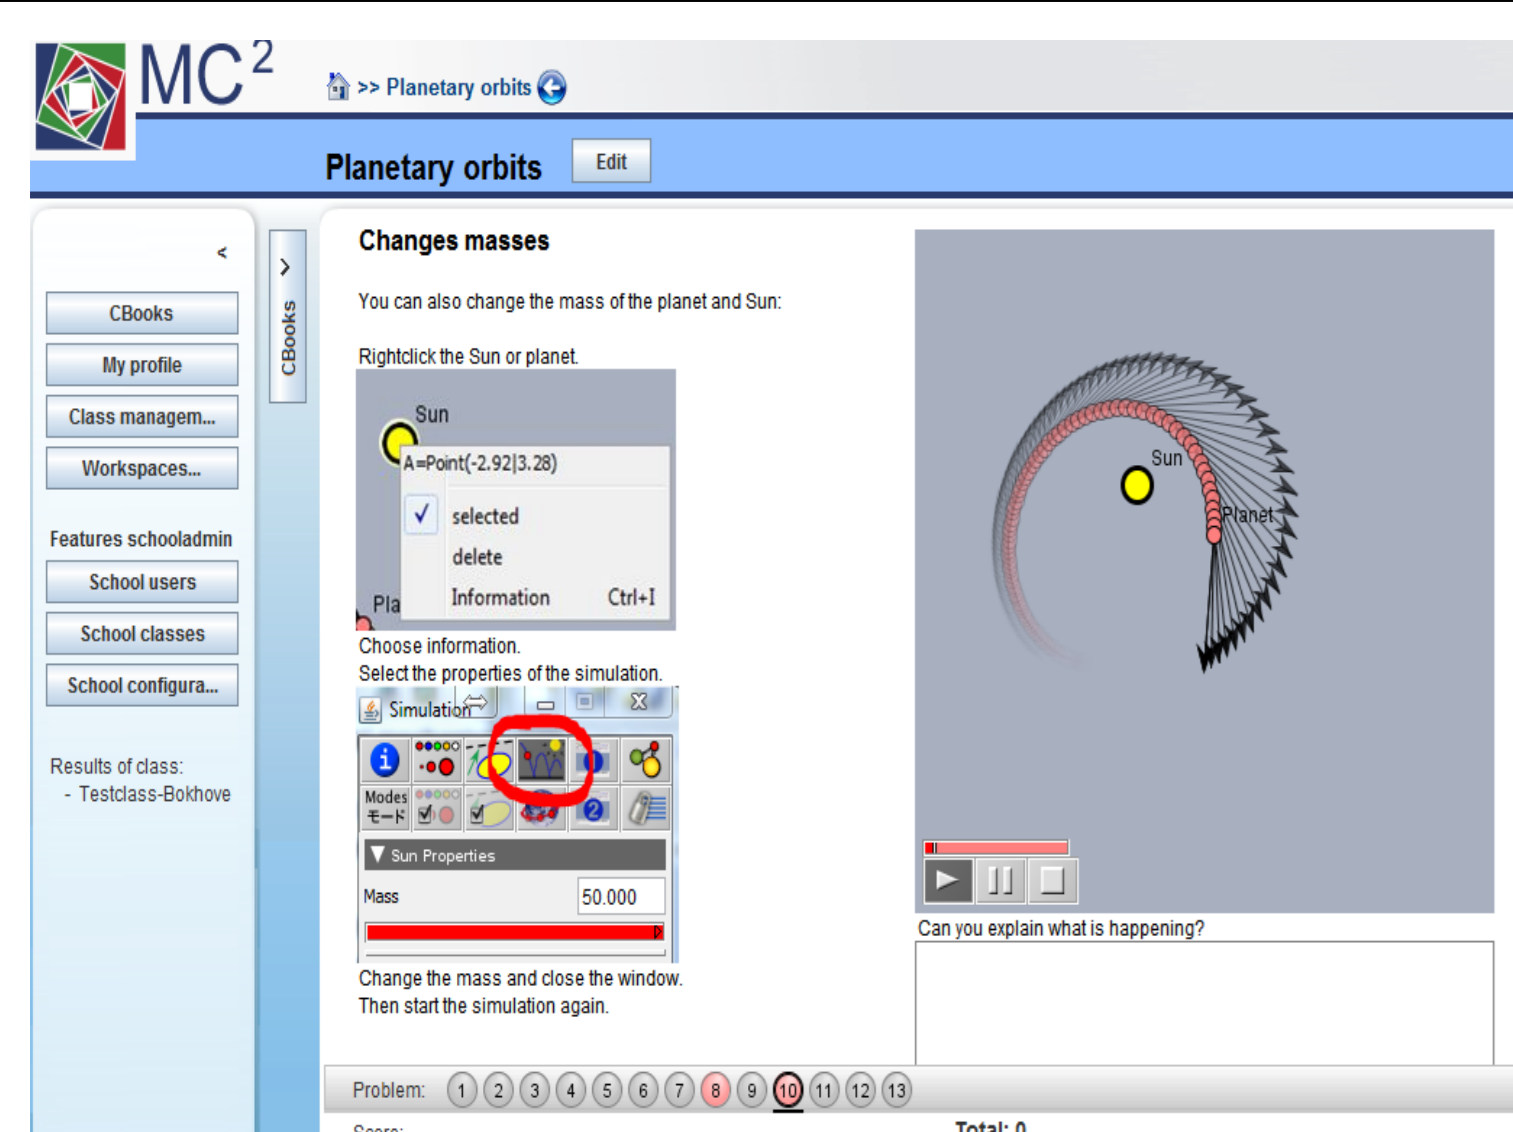 MC2
>> Planetary orbits
Planetary orbits
Edit
<
CBooks
My profile
Class managem...
Workspaces...
Features schooladmin
School users
School classes
School configura...
Results of class:
- Testclass-Bokhove
>
CBooks
Changes masses
You can also change the mass of the planet and Sun:
Rightclick the Sun or planet.
Sun
A=Point(-2.92|3.28)
selected
delete
Information Ctrl+I
Pla
Choose information.
Select the properties of the simulation.
Simulation
Modes
モード
Sun Properties
Mass 50.000
Change the mass and close the window.
Then start the simulation again.
Sun
Planet
Can you explain what is happening?
Problem: 1 2 3 4 5 6 7 8 9 10 11 12 13
Score:
Total: 0